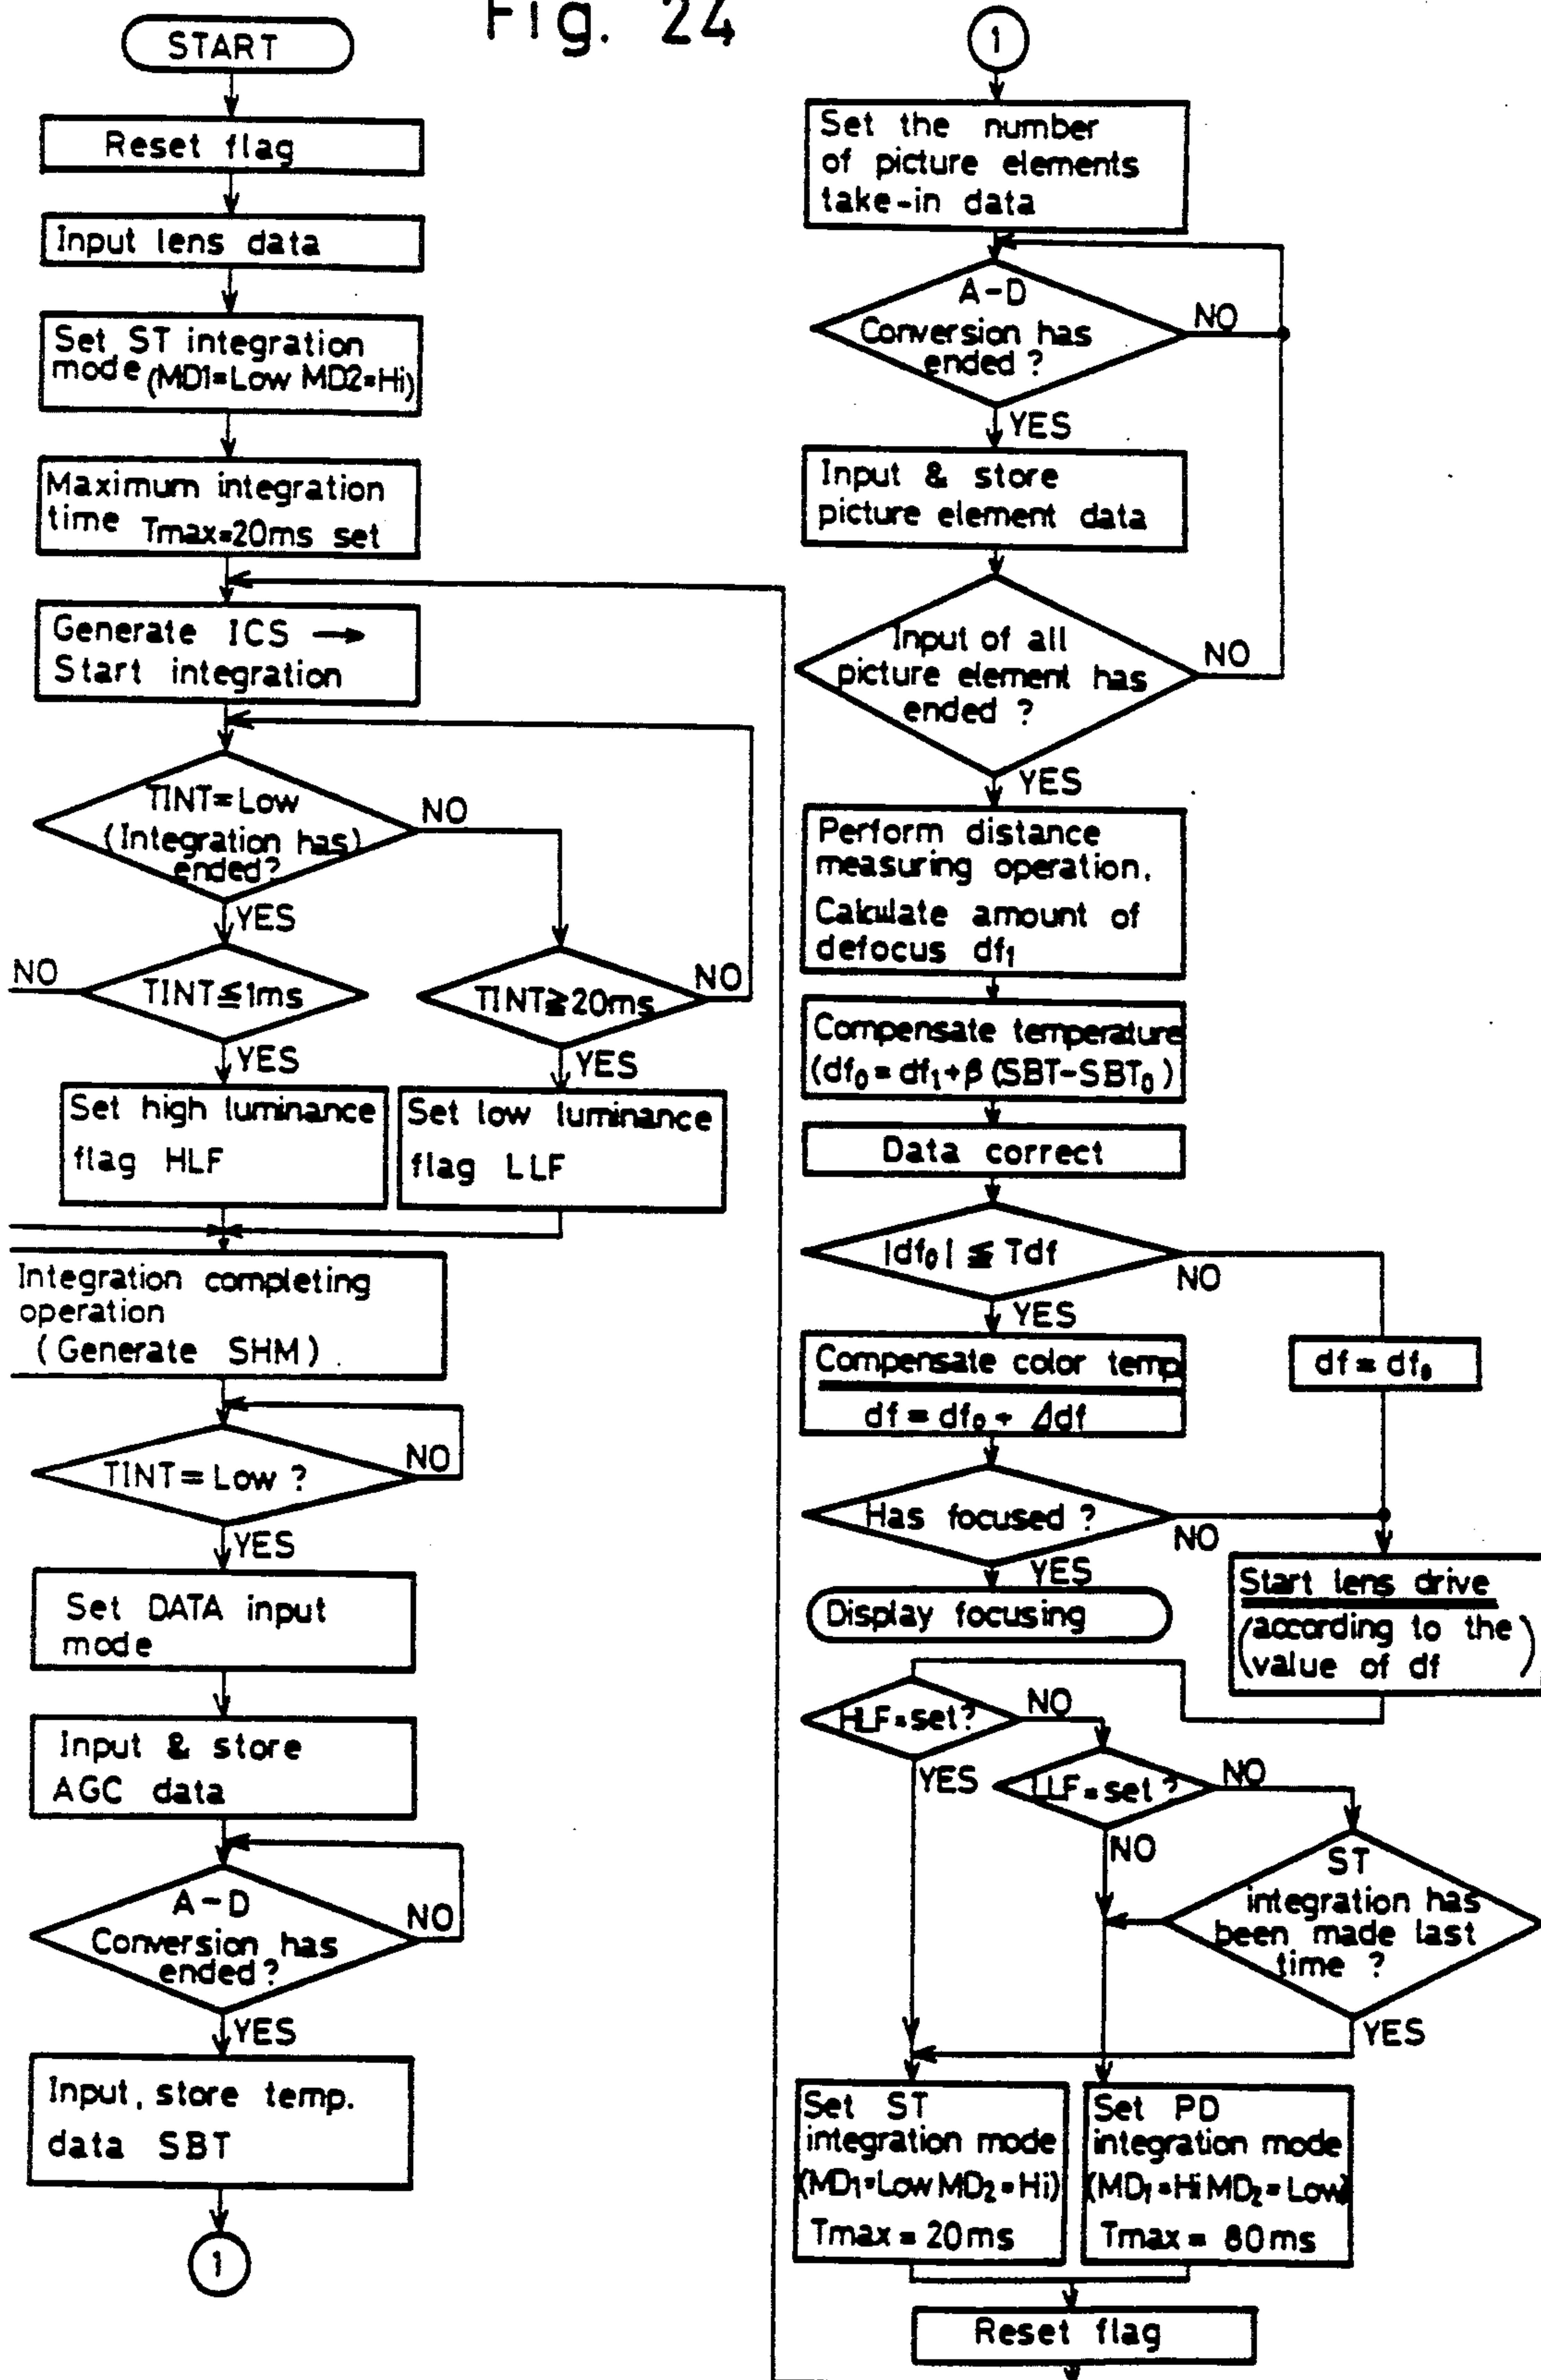 Fig. 24
START
Reset flag
Input lens data
Set ST integration
mode (MD1=Low MD2=Hi)
Maximum integration
time Tmax=20ms set
Generate ICS →
Start integration
TINT=Low
(Integration has)
ended?
NO
YES
NO
TINT≦1ms
YES
TINT≧20ms
NO
YES
Set high luminance
flag HLF
Set low luminance
flag LLF
Integration completing
operation
(Generate SHM)
TINT=Low ?
NO
YES
Set DATA input
mode
Input & store
AGC data
A-D
Conversion has
ended?
NO
YES
Input, store temp.
data SBT
1
1
Set the number
of picture elements
take-in data
A-D
Conversion has
ended ?
NO
YES
Input & store
picture element data
Input of all
picture element has
ended ?
NO
YES
Perform distance
measuring operation.
Calculate amount of
defocus df₁
Compensate temperature
(df₀ = df₁+β (SBT-SBT₀)
Data correct
|df₀| ≦ Tdf
NO
YES
Compensate color temp
df = df₀ + Δdf
df = df₀
Has focused ?
NO
YES
Display focusing
Start lens drive
(according to the
value of df)
HLF=set?
NO
YES
LLF=set ?
NO
NO
ST
integration has
been made last
time ?
YES
Set ST
integration mode
(MD₁=Low MD₂=Hi)
Tmax = 20ms
Set PD
integration mode
(MD₁=Hi MD₂=Low)
Tmax = 80ms
Reset flag